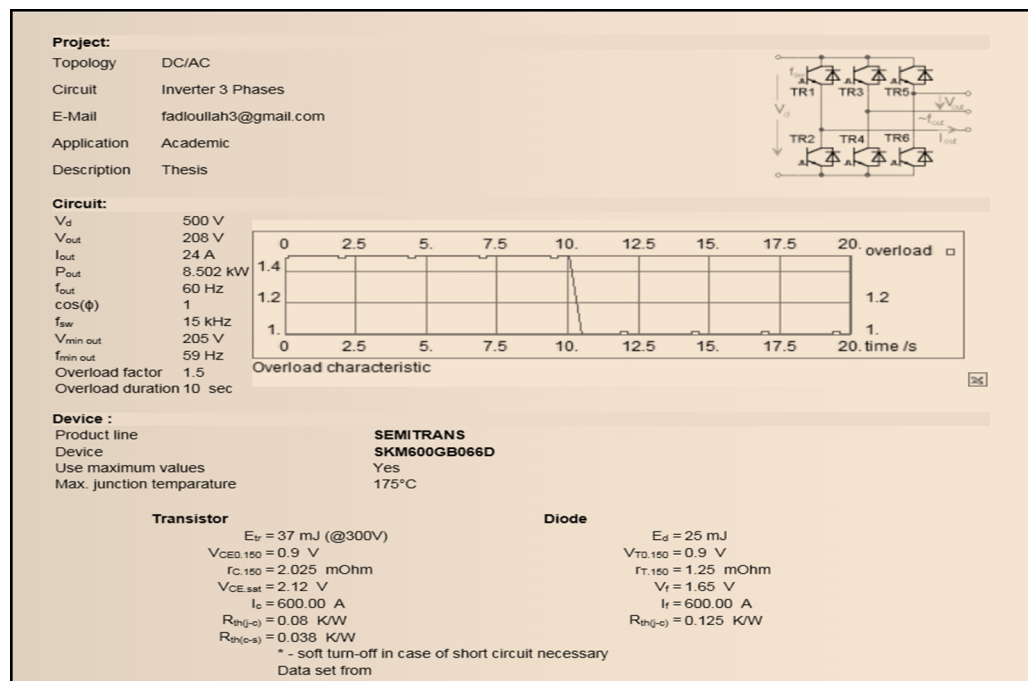 Project:
Topology DC/AC
Circuit Inverter 3 Phases
E-Mail fadloullah3@gmail.com
Application Academic
Description Thesis
TR1 TR3 TR5
Vd
Vout
~fout
Iout
TR2 TR4 TR6
Circuit:
Vd 500 V
Vout 208 V
Iout 24 A
Pout 8.502 kW
fout 60 Hz
cos(ϕ) 1
fsw 15 kHz
Vmin out 205 V
fmin out 59 Hz
Overload factor 1.5
Overload duration 10 sec
0 2.5 5. 7.5 10. 12.5 15. 17.5 20. overload
1.4
1.2 1.2
1. 1.
0 2.5 5. 7.5 10. 12.5 15. 17.5 20. time /s
Overload characteristic
Device :
Product line SEMITRANS
Device SKM600GB066D
Use maximum values Yes
Max. junction temparature 175°C
Transistor Diode
Etr = 37 mJ (@300V) Ed = 25 mJ
VCE0.150 = 0.9 V VT0.150 = 0.9 V
rC.150 = 2.025 mOhm rT.150 = 1.25 mOhm
VCE.sat = 2.12 V Vf = 1.65 V
Ic = 600.00 A If = 600.00 A
Rth(j-c) = 0.08 K/W Rth(j-c) = 0.125 K/W
Rth(c-s) = 0.038 K/W
* - soft turn-off in case of short circuit necessary
Data set from